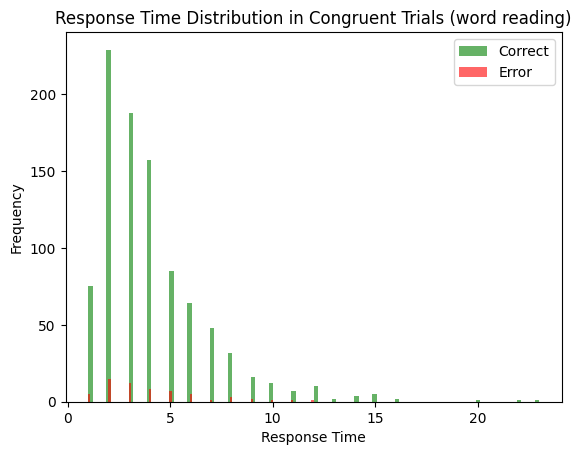 Response Time Distribution in Congruent Trials (word reading)
Correct
Error
Frequency
200
150
100
50
0
0
5
10
15
20
Response Time